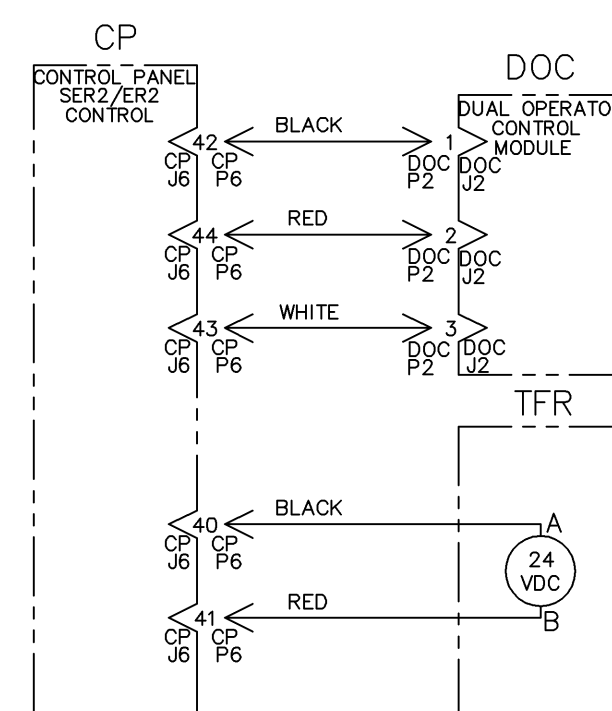 CP
CONTROL PANEL
SER2/ER2
CONTROL
DOC
DUAL OPERATO
CONTROL
MODULE
42 BLACK 1
CP CP DOC DOC
J6 P6 P2 J2
44 RED 2
CP CP DOC DOC
J6 P6 P2 J2
43 WHITE 3
CP CP DOC DOC
J6 P6 P2 J2
TFR
40 BLACK A
CP CP
J6 P6
24
VDC
41 RED B
CP CP
J6 P6